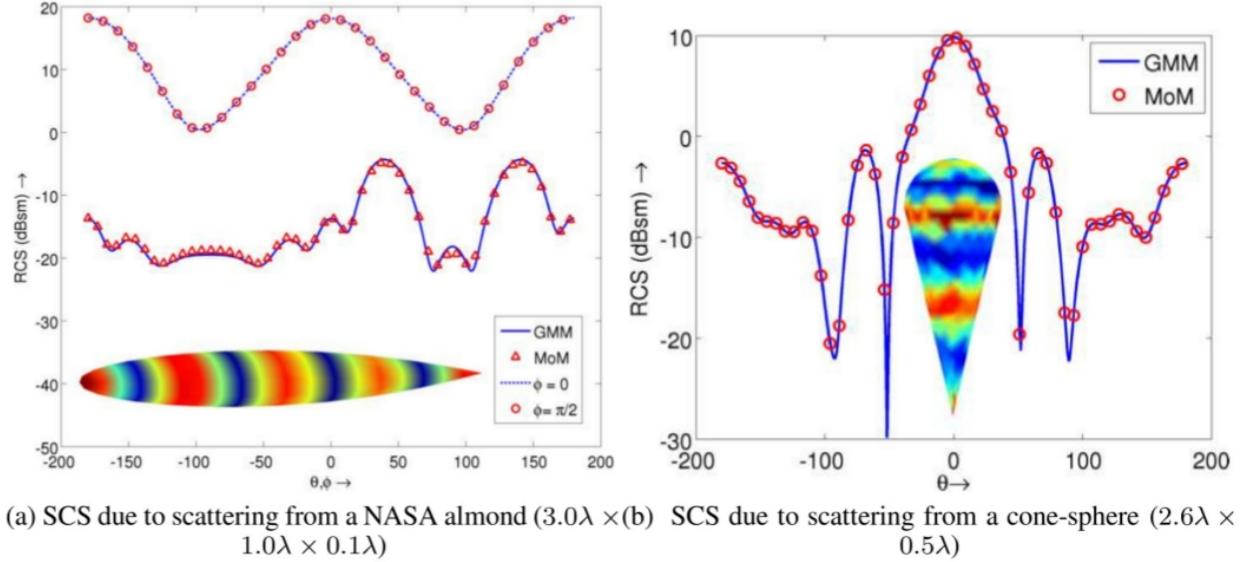 20
10
0
-10
-20
-30
-40
-50
RCS (dBsm) →
-200 -150 -100 -50 0 50 100 150 200
θ,ϕ →
GMM
MoM
ϕ = 0
ϕ= π/2
10
0
-10
-20
-30
RCS (dBsm) →
-200 -100 0 100 200
θ→
GMM
MoM
(a) SCS due to scattering from a NASA almond (3.0λ ×
1.0λ × 0.1λ)
(b) SCS due to scattering from a cone-sphere (2.6λ ×
0.5λ)